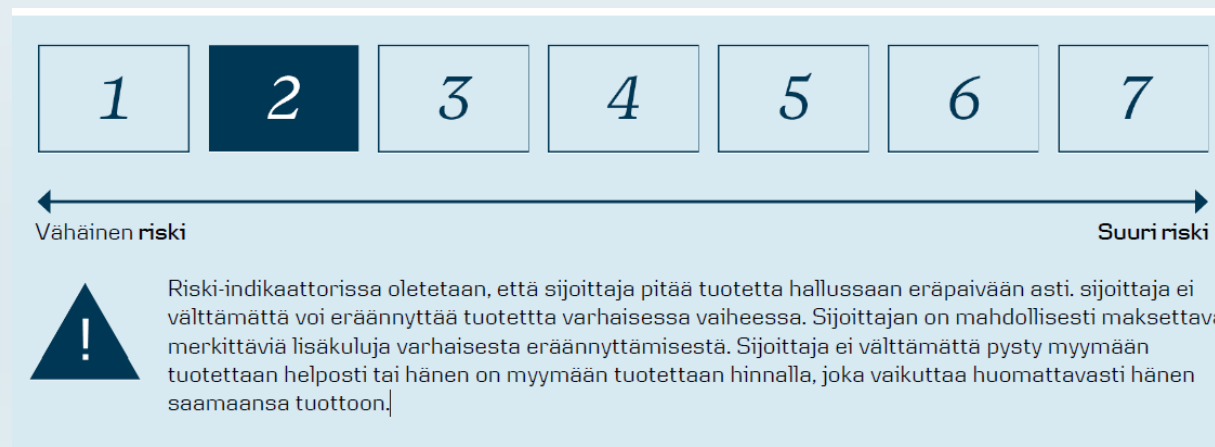 1 2 3 4 5 6 7
Vähäinen riski Suuri riski
Riski-indikaattorissa oletetaan, että sijoittaja pitää tuotetta hallussaan eräpaivään asti. sijoittaja ei
välttämättä voi eräännyttää tuotettta varhaisessa vaiheessa. Sijoittajan on mahdollisesti maksettava
merkittäviä lisäkuluja varhaisesta eräännyttämisestä. Sijoittaja ei välttämättä pysty myymään
tuotettaan helposti tai hänen on myymään tuotettaan hinnalla, joka vaikuttaa huomattavasti hänen
saamaansa tuottoon.